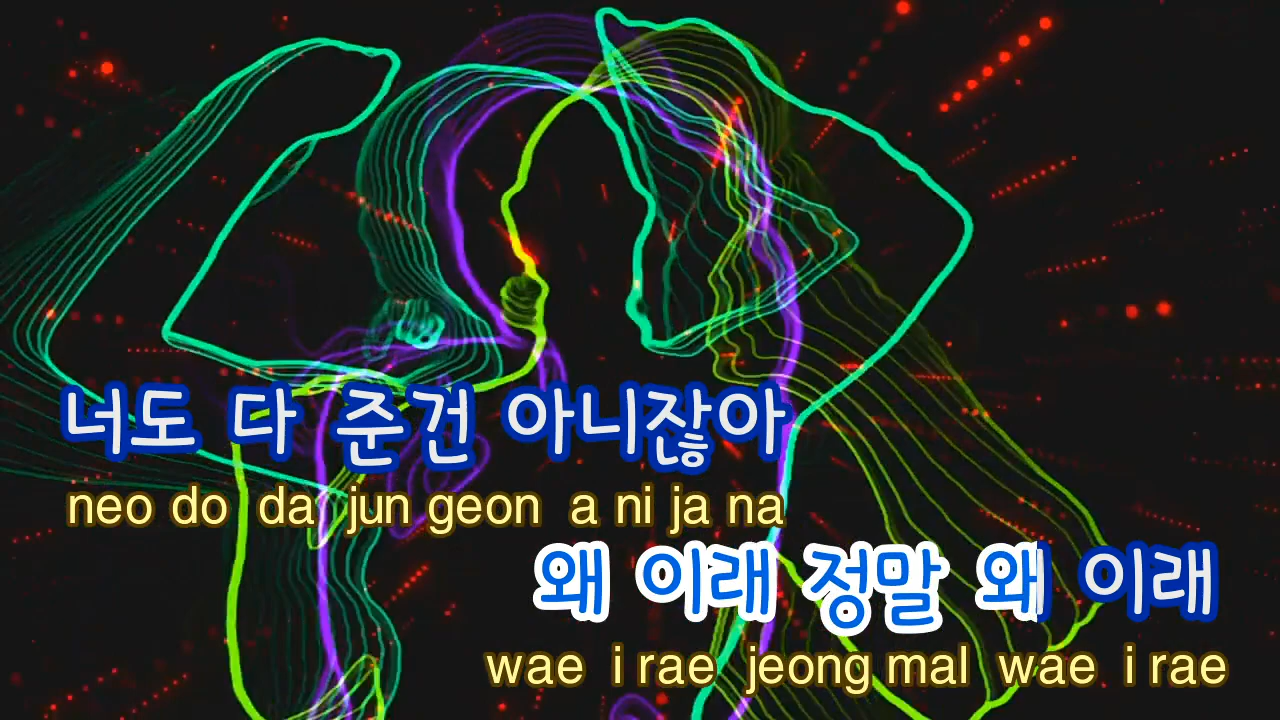 너도 다 준건 아니잖아
neo do da jun geon a ni ja na
왜 이래 정말 왜 이래
wae i rae jeong mal wae i rae